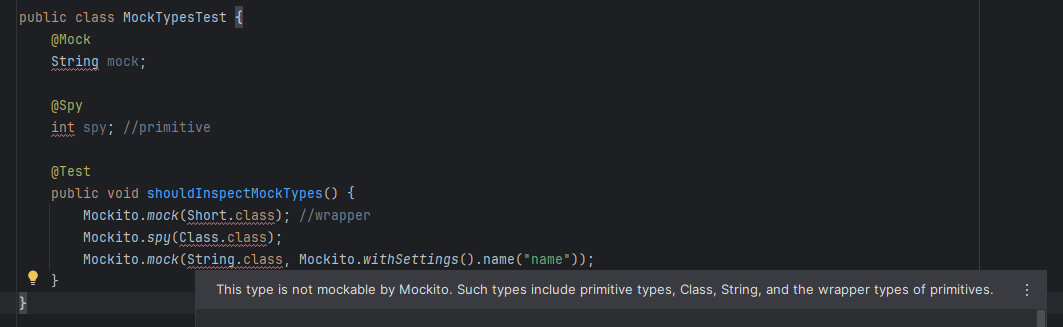 public class MockTypesTest {
@Mock
String mock;
@Spy
int spy; //primitive
@Test
public void shouldInspectMockTypes() {
Mockito.mock(Short.class); //wrapper
Mockito.spy(Class.class);
Mockito.mock(String.class, Mockito.withSettings().name("name"));
}
This type is not mockable by Mockito. Such types include primitive types, Class, String, and the wrapper types of primitives.
}